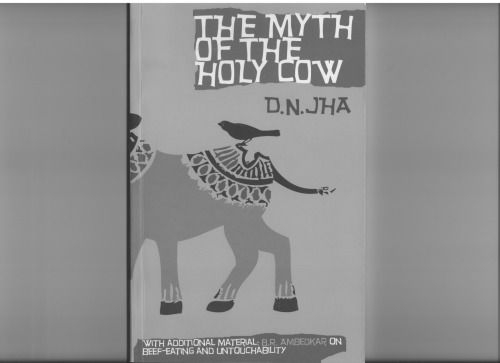 THE MYTH
OF THE
HOLY COW
D.N.JHA
WITH ADDITIONAL MATERIAL: B.R. AMBEDKAR ON
BEEF-EATING AND UNTOUCHABILITY